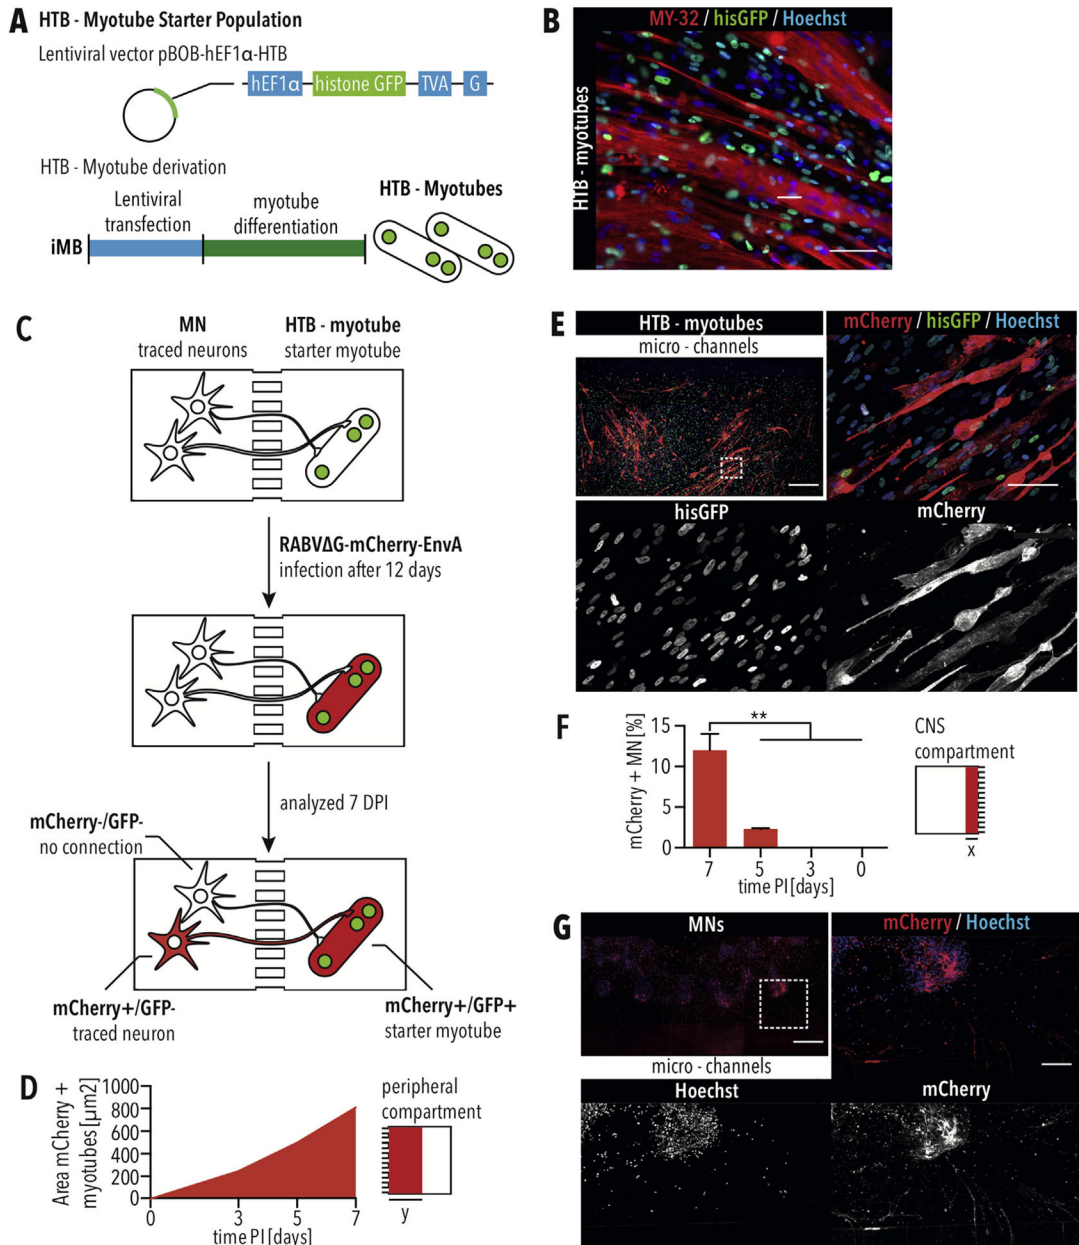 A
HTB - Myotube Starter Population
Lentiviral vector pBOB-hEF1α-HTB
hEF1α
histone GFP
TVA
G
HTB - Myotube derivation
Lentiviral
transfection
myotube
differentiation
HTB - Myotubes
iMB
B
MY-32 / hisGFP / Hoechst
HTB - myotubes
C
MN
traced neurons
HTB - myotube
starter myotube
RABVΔG-mCherry-EnvA
infection after 12 days
analyzed 7 DPI
mCherry-/GFP-
no connection
mCherry+/GFP-
traced neuron
mCherry+/GFP+
starter myotube
D
Area mCherry +
myotubes [µm2]
1000
800
600
400
200
0
0
3
5
7
time PI [days]
peripheral
compartment
y
E
HTB - myotubes
micro - channels
mCherry / hisGFP / Hoechst
hisGFP
mCherry
F
mCherry + MN [%]
15
10
5
0
**
7
5
3
0
time PI [days]
CNS
compartment
x
G
MNs
mCherry / Hoechst
micro - channels
Hoechst
mCherry